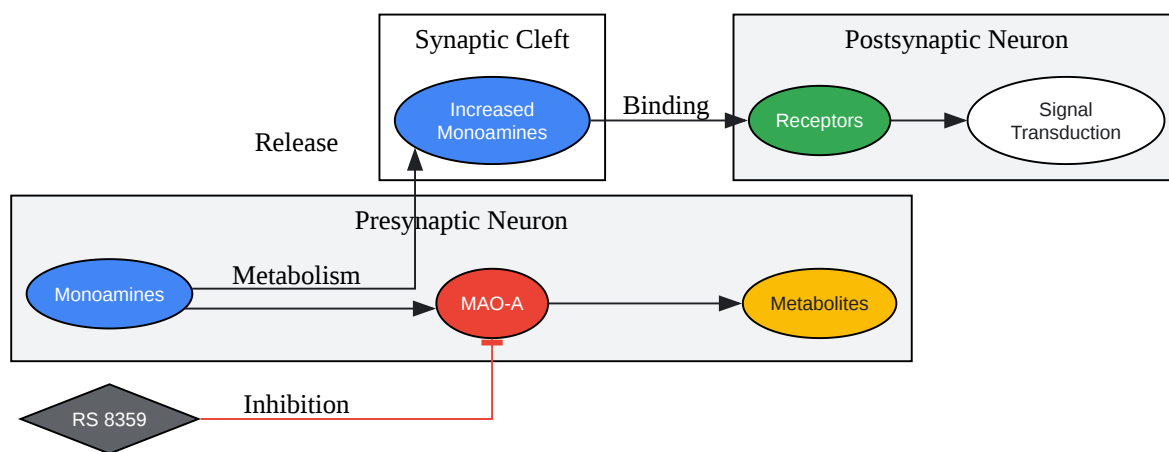 Synaptic Cleft
Postsynaptic Neuron
Increased
Monoamines
Binding
Receptors
Signal
Transduction
Release
Presynaptic Neuron
Metabolism
Monoamines
MAO-A
Metabolites
Inhibition
RS 8359